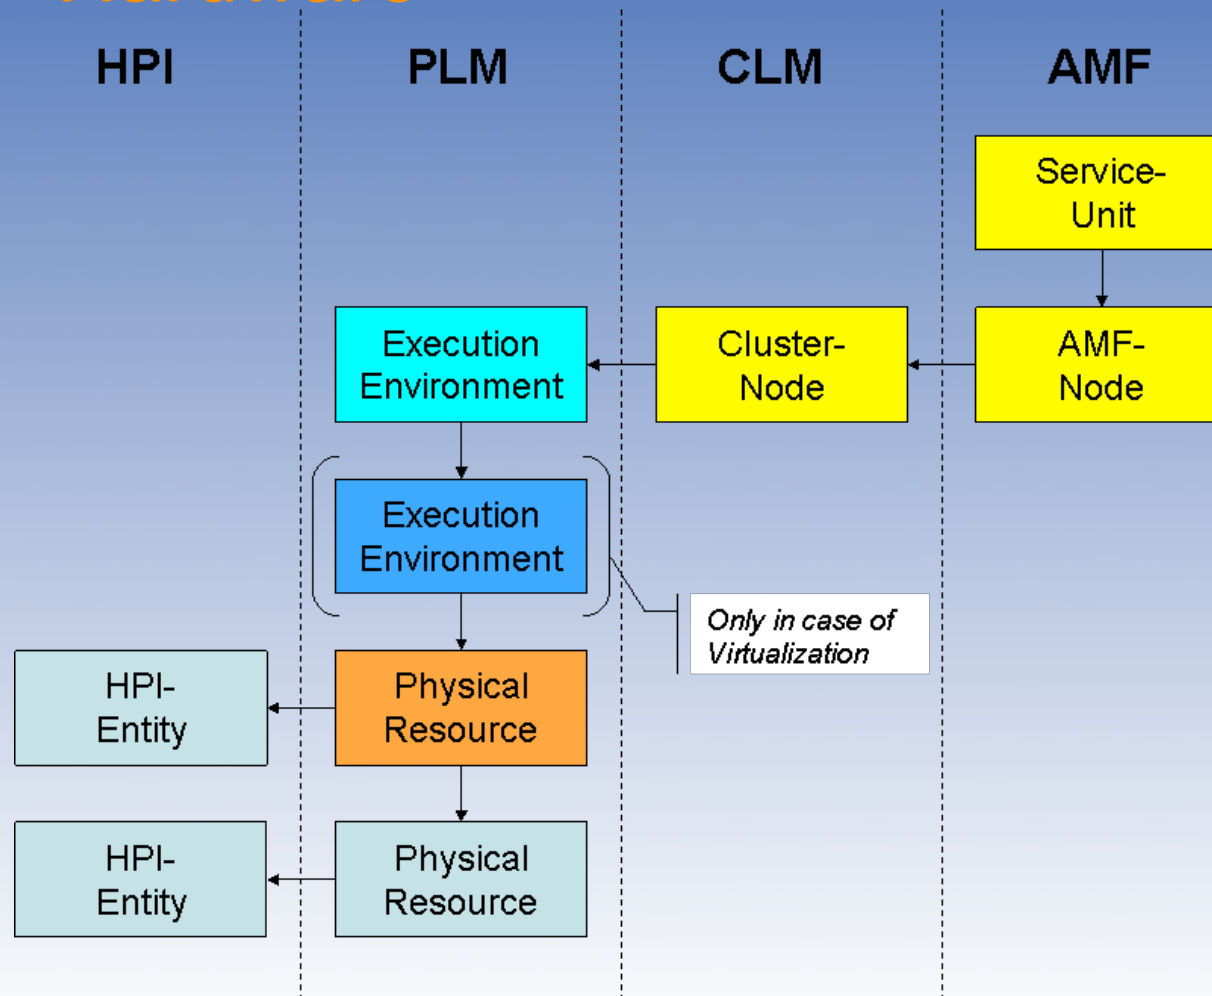 HPI PLM CLM AMF
Service-
Unit
Execution
Environment
Cluster-
Node
AMF-
Node
Execution
Environment
Only in case of
Virtualization
HPI-
Entity
Physical
Resource
HPI-
Entity
Physical
Resource